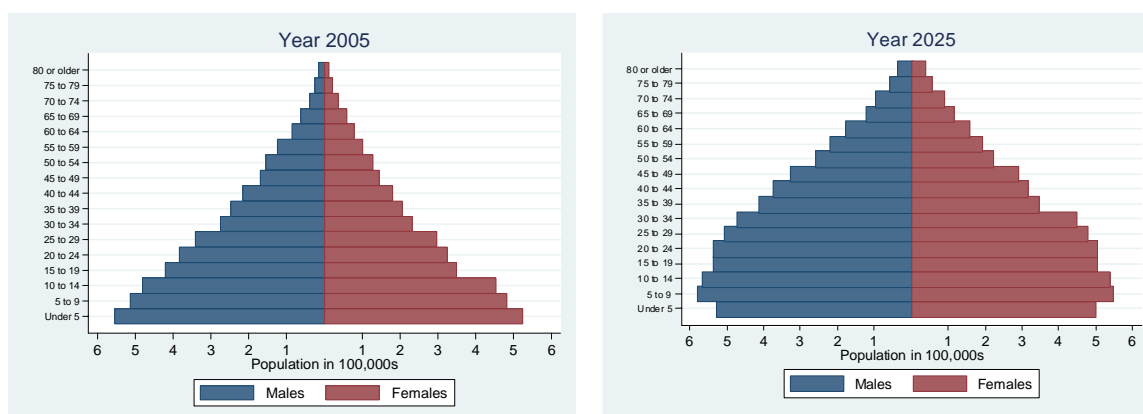 Year 2005
80 or older
75 to 79
70 to 74
65 to 69
60 to 64
55 to 59
50 to 54
45 to 49
40 to 44
35 to 39
30 to 34
25 to 29
20 to 24
15 to 19
10 to 14
5 to 9
Under 5
6 5 4 3 2 1 1 2 3 4 5 6
Population in 100,000s
Males Females
Year 2025
80 or older
75 to 79
70 to 74
65 to 69
60 to 64
55 to 59
50 to 54
45 to 49
40 to 44
35 to 39
30 to 34
25 to 29
20 to 24
15 to 19
10 to 14
5 to 9
Under 5
6 5 4 3 2 1 1 2 3 4 5 6
Population in 100,000s
Males Females